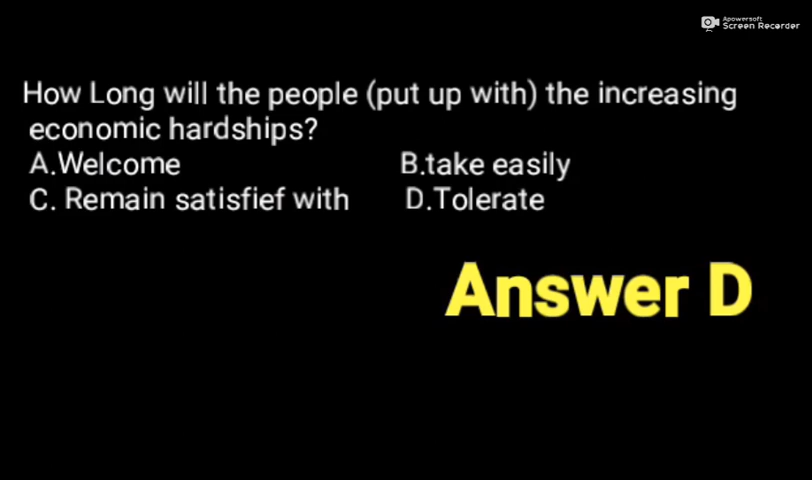 Apowersoft
Screen Recorder
How Long will the people (put up with) the increasing
economic hardships?
A.Welcome B.take easily
C. Remain satisfief with D.Tolerate
Answer D